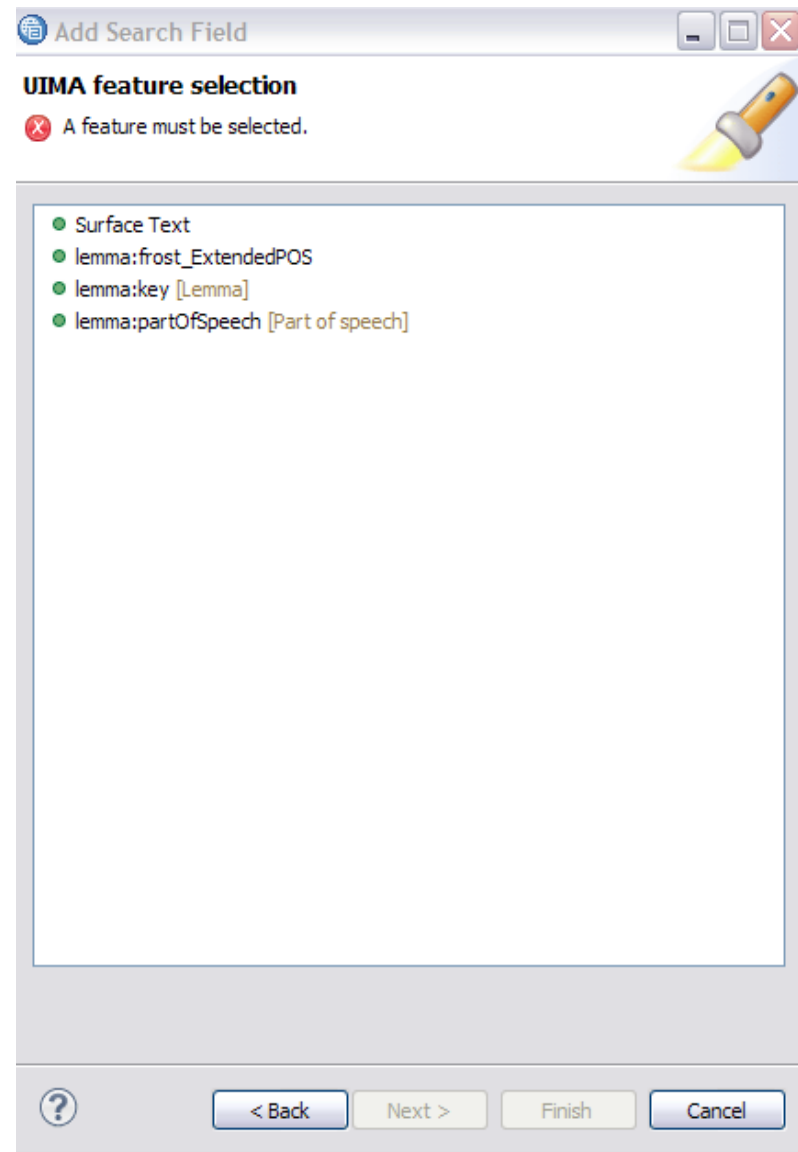 Add Search Field
UIMA feature selection
A feature must be selected.
Surface Text
lemma:frost_ExtendedPOS
lemma:key [Lemma]
lemma:partOfSpeech [Part of speech]
< Back Next > Finish Cancel